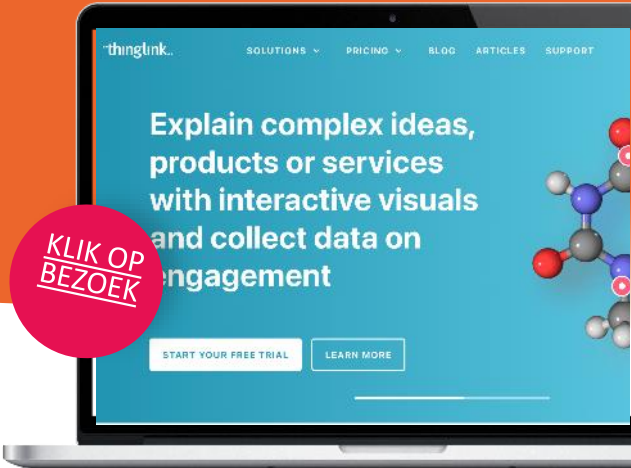 thinglink..
SOLUTIONS PRICING BLOG ARTICLES SUPPORT
Explain complex ideas,
products or services
with interactive visuals
and collect data on
engagement
KLIK OP
BEZOEK
START YOUR FREE TRIAL LEARN MORE